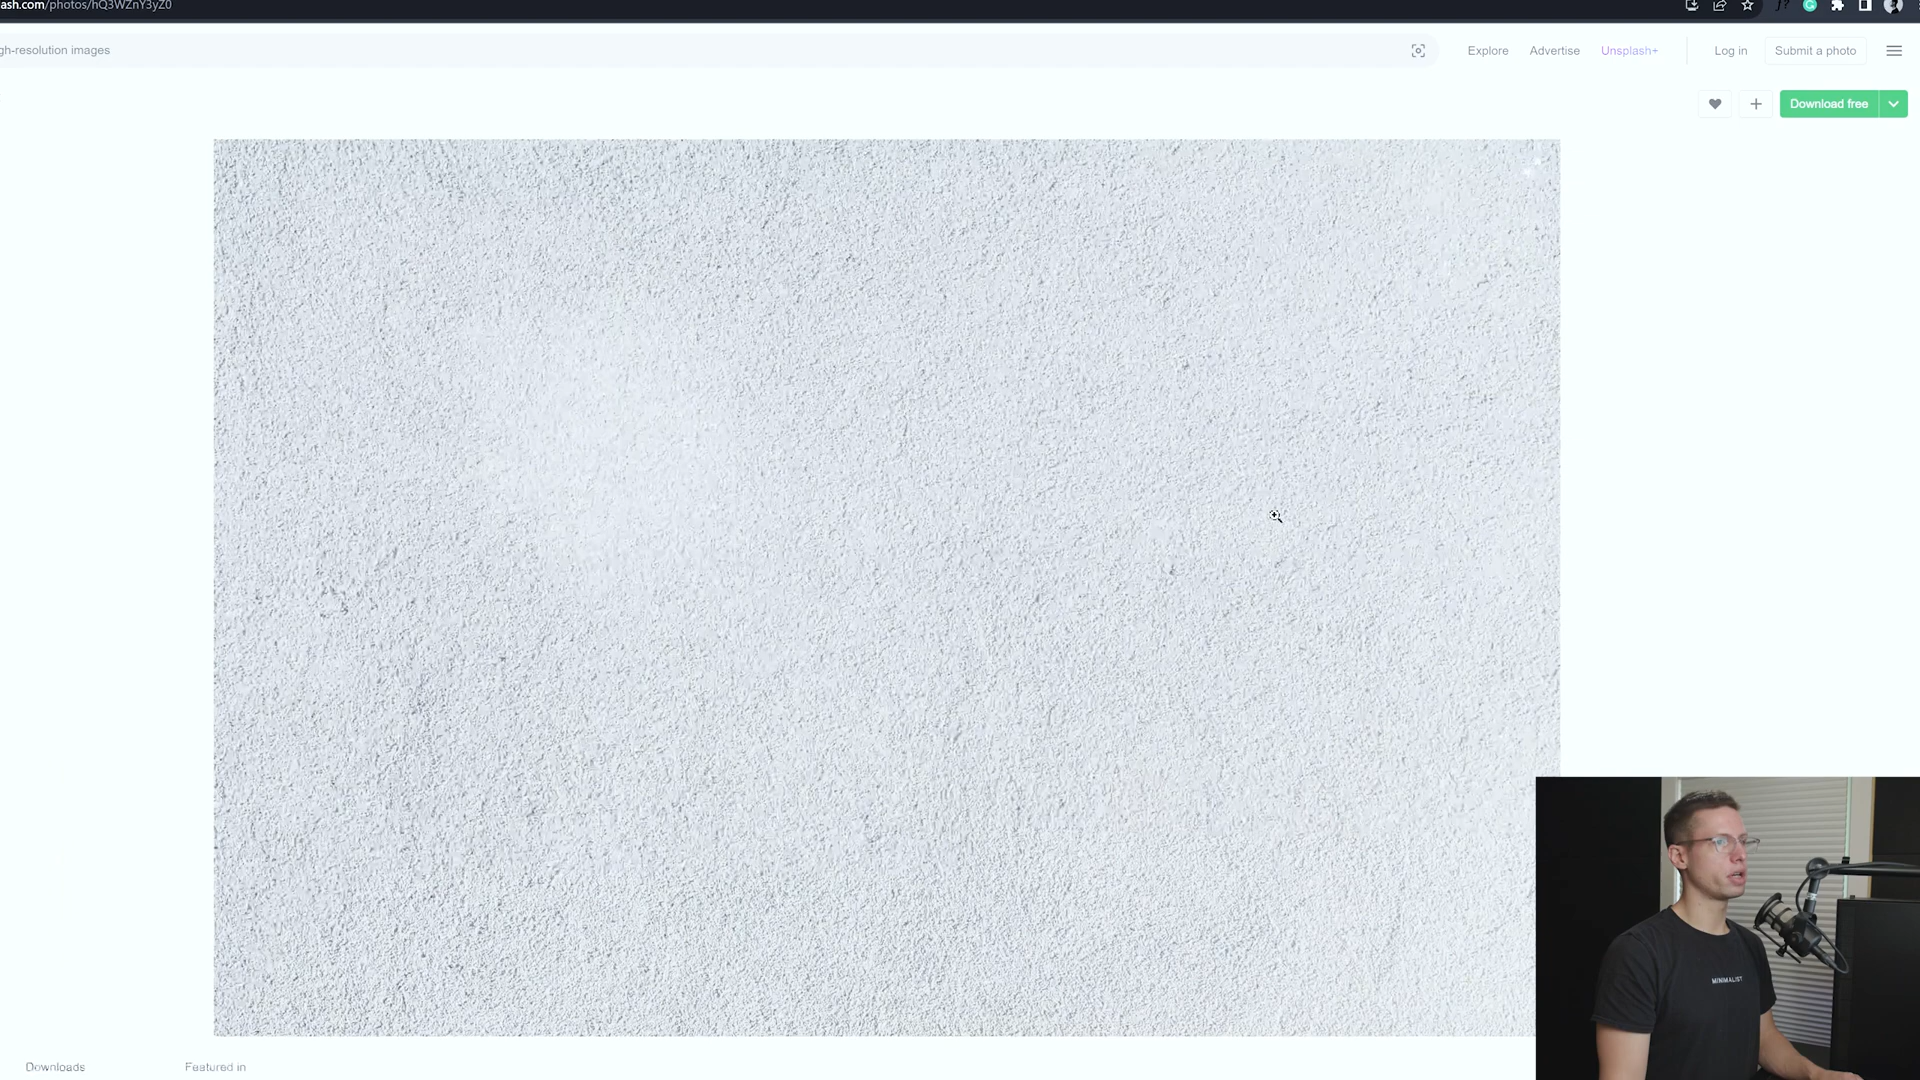 ash.com/photos/hQ3WZnY3yZ0
gh-resolution images
Explore
Advertise
Unsplash+
Log in
Submit a photo
Download free
MINIMALIST
Downloads
Featured in